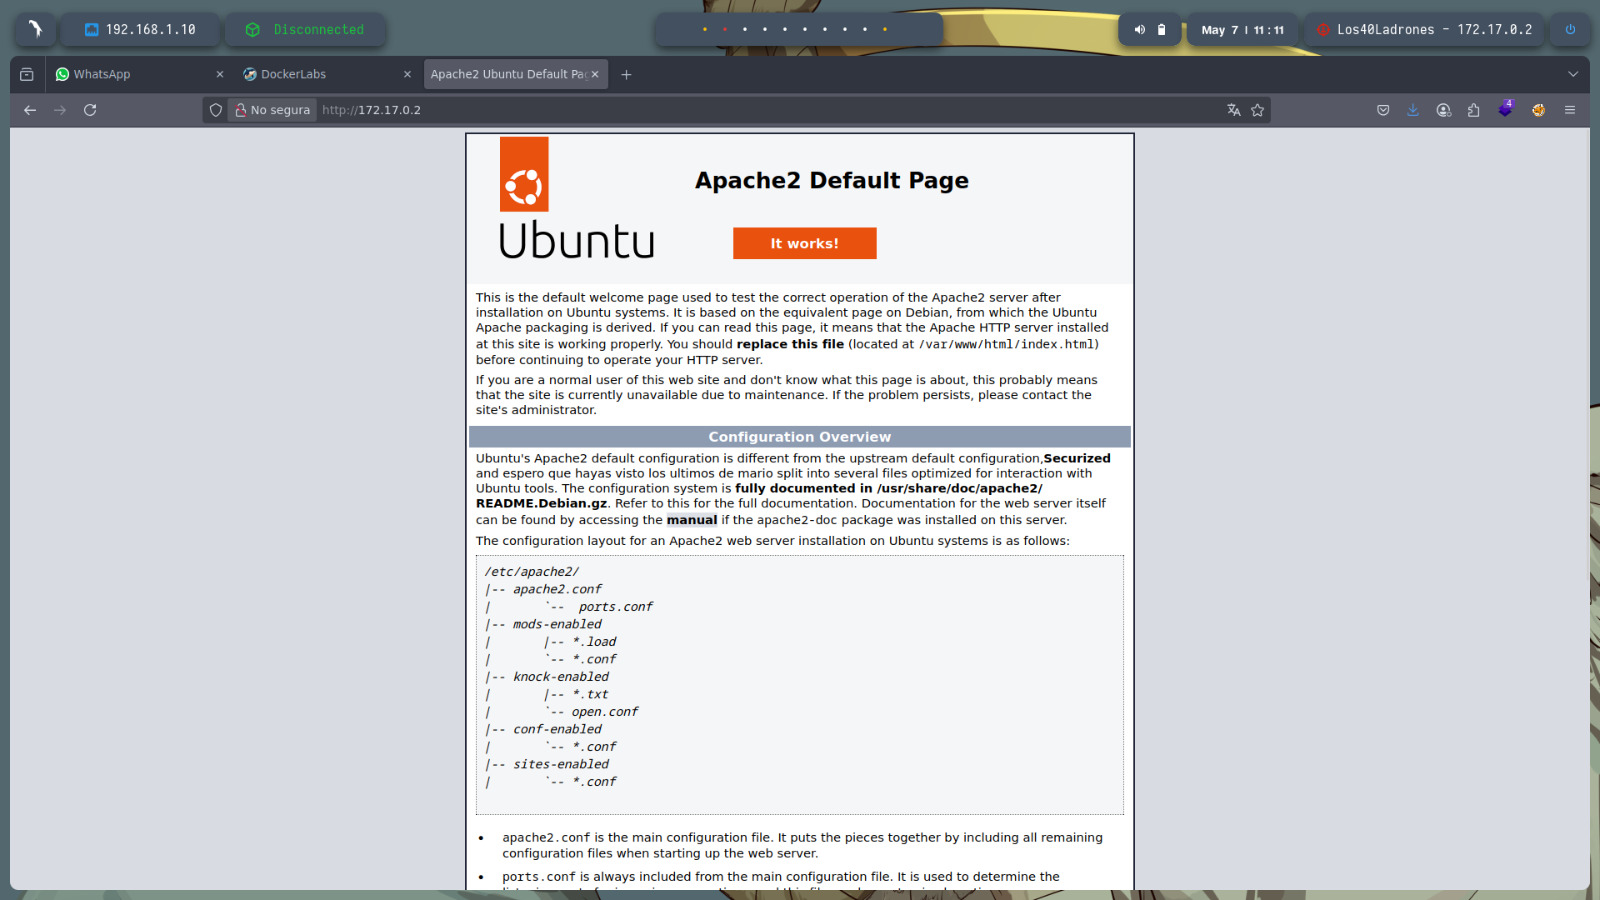 192.168.1.10
Disconnected
May 7 | 11:11
Los40Ladrones - 172.17.0.2
WhatsApp
DockerLabs
Apache2 Ubuntu Default Pag
No segura
http://172.17.0.2
4
Apache2 Default Page
Ubuntu
It works!
This is the default welcome page used to test the correct operation of the Apache2 server after
installation on Ubuntu systems. It is based on the equivalent page on Debian, from which the Ubuntu
Apache packaging is derived. If you can read this page, it means that the Apache HTTP server installed
at this site is working properly. You should replace this file (located at /var/www/html/index.html)
before continuing to operate your HTTP server.
If you are a normal user of this web site and don't know what this page is about, this probably means
that the site is currently unavailable due to maintenance. If the problem persists, please contact the
site's administrator.
Configuration Overview
Ubuntu's Apache2 default configuration is different from the upstream default configuration,Securized
and espero que hayas visto los ultimos de mario split into several files optimized for interaction with
Ubuntu tools. The configuration system is fully documented in /usr/share/doc/apache2/
README.Debian.gz. Refer to this for the full documentation. Documentation for the web server itself
can be found by accessing the manual if the apache2-doc package was installed on this server.
The configuration layout for an Apache2 web server installation on Ubuntu systems is as follows:
/etc/apache2/
|-- apache2.conf
|       `--  ports.conf
|-- mods-enabled
|       |-- *.load
|       `-- *.conf
|-- knock-enabled
|       |-- *.txt
|       `-- open.conf
|-- conf-enabled
|       `-- *.conf
|-- sites-enabled
|       `-- *.conf
• apache2.conf is the main configuration file. It puts the pieces together by including all remaining
configuration files when starting up the web server.
• ports.conf is always included from the main configuration file. It is used to determine the